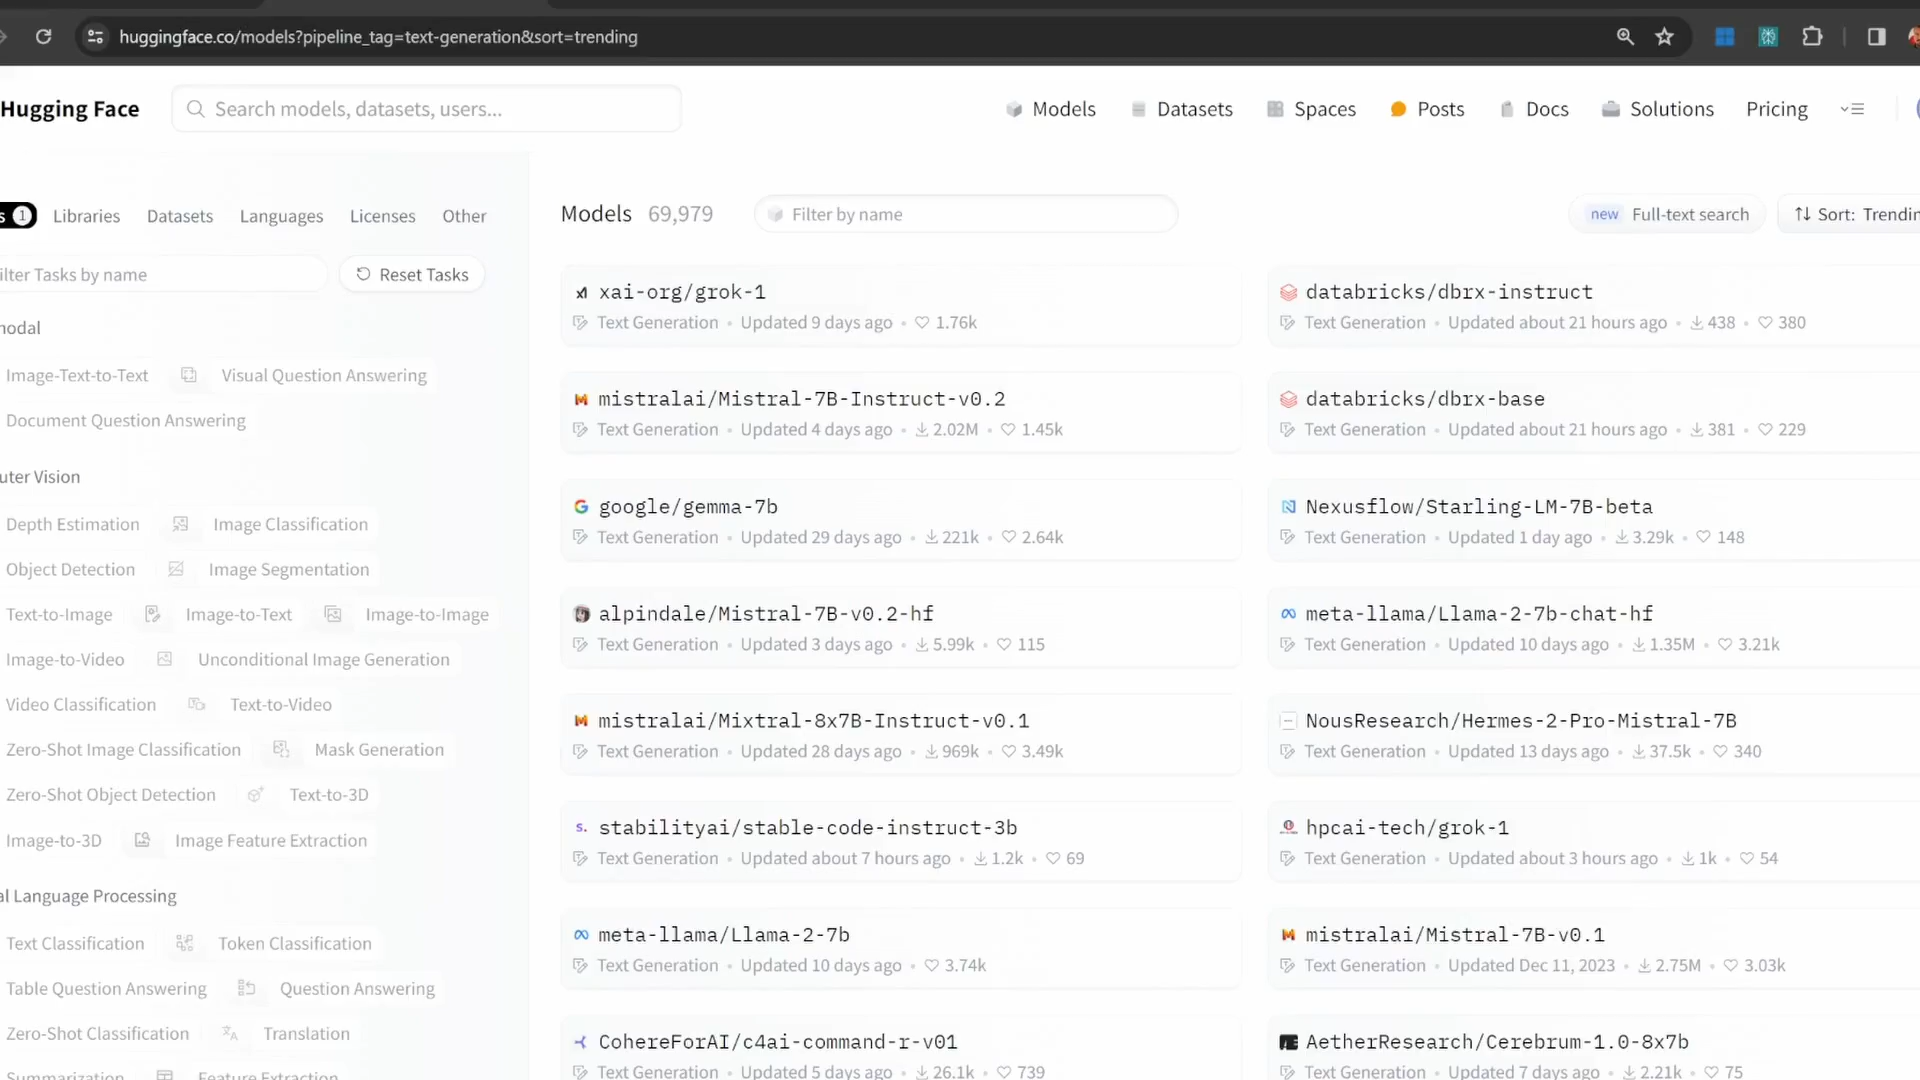 huggingface.co/models?pipeline_tag=text-generation&sort=trending
Hugging Face
Search models, datasets, users...
Models
Datasets
Spaces
Posts
Docs
Solutions
Pricing
s 1
Libraries
Datasets
Languages
Licenses
Other
ilter Tasks by name
Reset Tasks
nodal
Image-Text-to-Text
Visual Question Answering
Document Question Answering
uter Vision
Depth Estimation
Image Classification
Object Detection
Image Segmentation
Text-to-Image
Image-to-Text
Image-to-Image
Image-to-Video
Unconditional Image Generation
Video Classification
Text-to-Video
Zero-Shot Image Classification
Mask Generation
Zero-Shot Object Detection
Text-to-3D
Image-to-3D
Image Feature Extraction
al Language Processing
Text Classification
Token Classification
Table Question Answering
Question Answering
Zero-Shot Classification
Translation
Summarization
Feature Extraction
Models 69,979
Filter by name
new Full-text search
Sort: Trendin
xai-org/grok-1
Text Generation • Updated 9 days ago • 1.76k
databricks/dbrx-instruct
Text Generation • Updated about 21 hours ago • 438 • 380
mistralai/Mistral-7B-Instruct-v0.2
Text Generation • Updated 4 days ago • 2.02M • 1.45k
databricks/dbrx-base
Text Generation • Updated about 21 hours ago • 381 • 229
google/gemma-7b
Text Generation • Updated 29 days ago • 221k • 2.64k
Nexusflow/Starling-LM-7B-beta
Text Generation • Updated 1 day ago • 3.29k • 148
alpindale/Mistral-7B-v0.2-hf
Text Generation • Updated 3 days ago • 5.99k • 115
meta-llama/Llama-2-7b-chat-hf
Text Generation • Updated 10 days ago • 1.35M • 3.21k
mistralai/Mixtral-8x7B-Instruct-v0.1
Text Generation • Updated 28 days ago • 969k • 3.49k
NousResearch/Hermes-2-Pro-Mistral-7B
Text Generation • Updated 13 days ago • 37.5k • 340
stabilityai/stable-code-instruct-3b
Text Generation • Updated about 7 hours ago • 1.2k • 69
hpcai-tech/grok-1
Text Generation • Updated about 3 hours ago • 1k • 54
meta-llama/Llama-2-7b
Text Generation • Updated 10 days ago • 3.74k
mistralai/Mistral-7B-v0.1
Text Generation • Updated Dec 11, 2023 • 2.75M • 3.03k
CohereForAI/c4ai-command-r-v01
Text Generation • Updated 5 days ago • 26.1k • 739
AetherResearch/Cerebrum-1.0-8x7b
Text Generation • Updated 7 days ago • 2.21k • 75